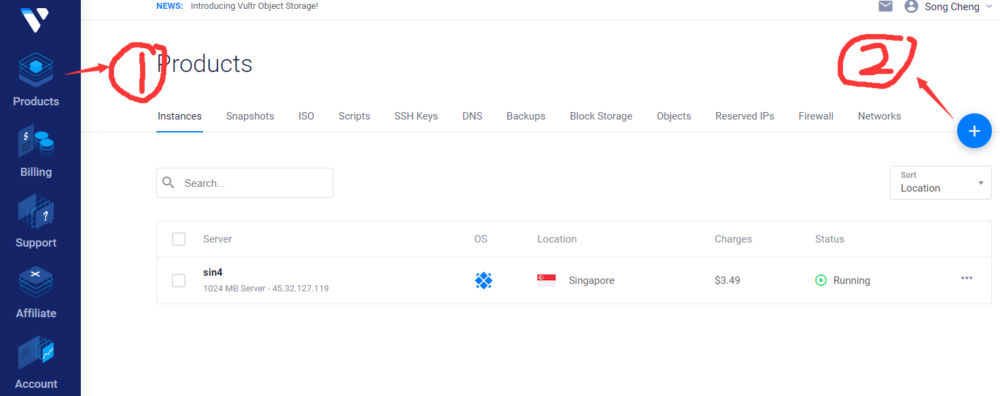 NEWS: Introducing Vultr Object Storage!
Song Cheng
Products
Billing
Support
Affiliate
Account
1
Products
2
Instances Snapshots ISO Scripts SSH Keys DNS Backups Block Storage Objects Reserved IPs Firewall Networks
+
Search...
Sort
Location
Server OS Location Charges Status
sin4
1024 MB Server - 45.32.127.119
Singapore $3.49 Running